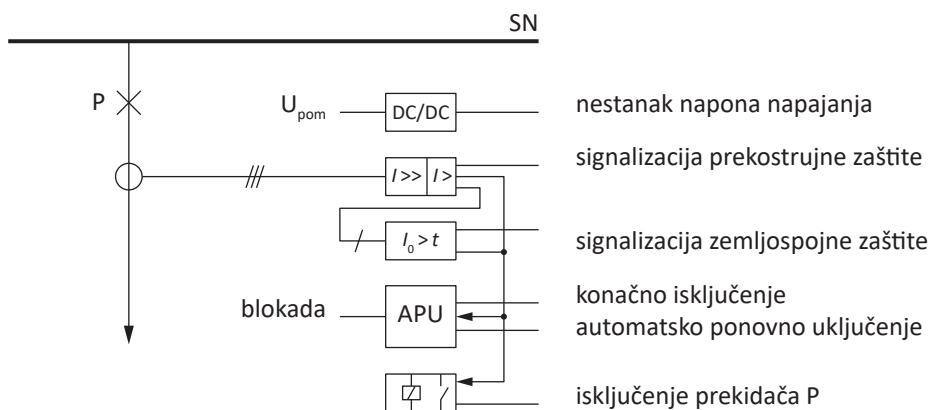 SN
P
U_pom DC/DC nestanak napona napajanja
I >> I > signalizacija prekostrujne zaštite
I_0 > t signalizacija zemljospojne zaštite
blokada APU konačno isključenje
automatsko ponovno uključenje
isključenje prekidača P